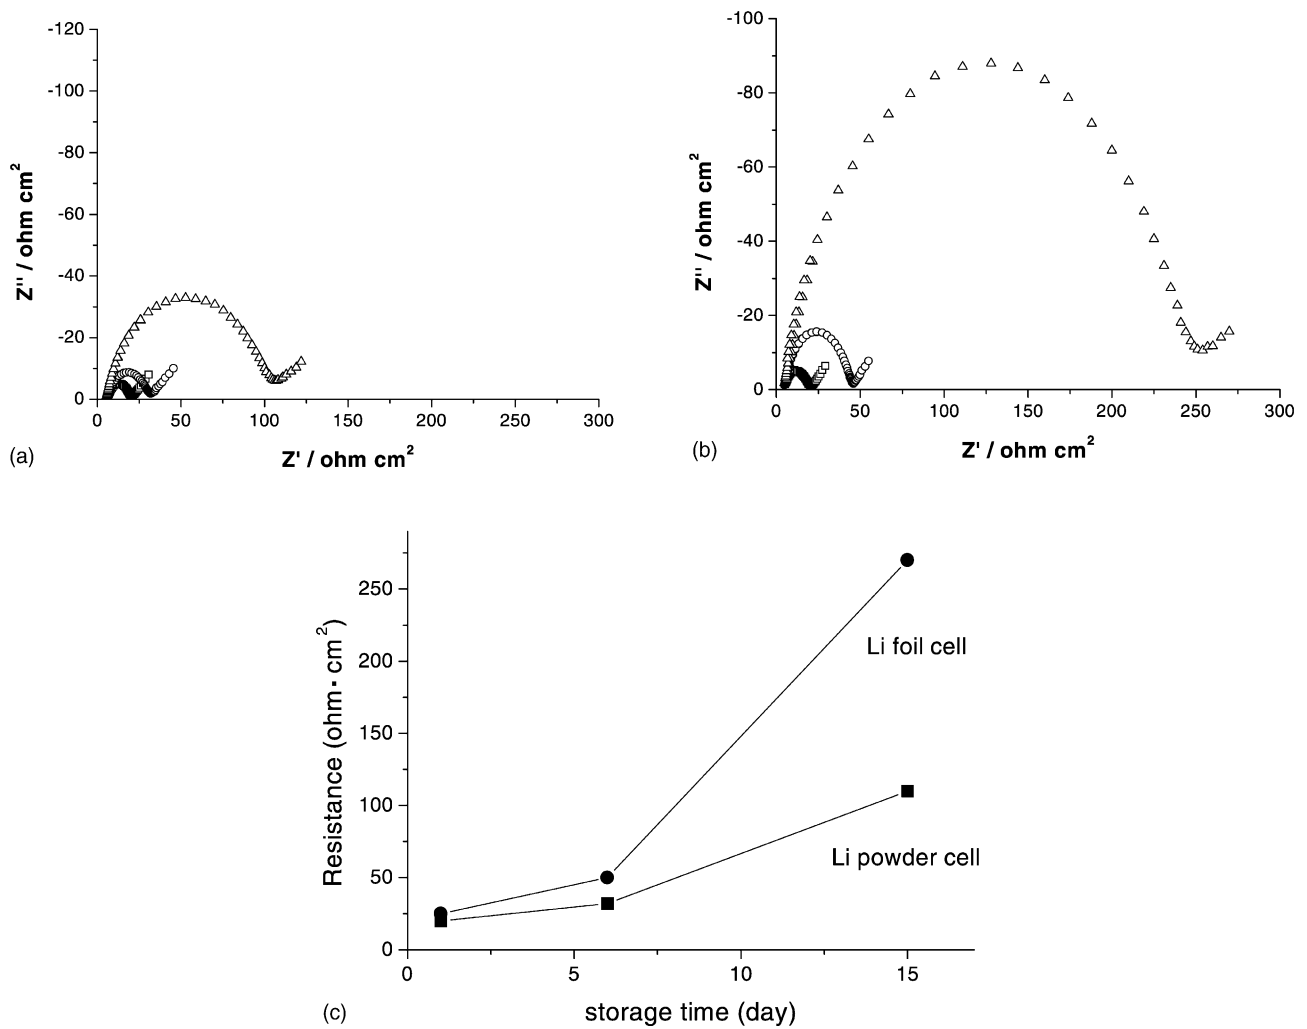 -120
-100
-80
-60
-40
-20
0
Z'' / ohm cm²
0 50 100 150 200 250 300
Z' / ohm cm²
(a)
-100
-80
-60
-40
-20
0
Z'' / ohm cm²
0 50 100 150 200 250 300
Z' / ohm cm²
(b)
250
200
150
100
50
0
Resistance (ohm·cm²)
Li foil cell
Li powder cell
0 5 10 15
storage time (day)
(c)